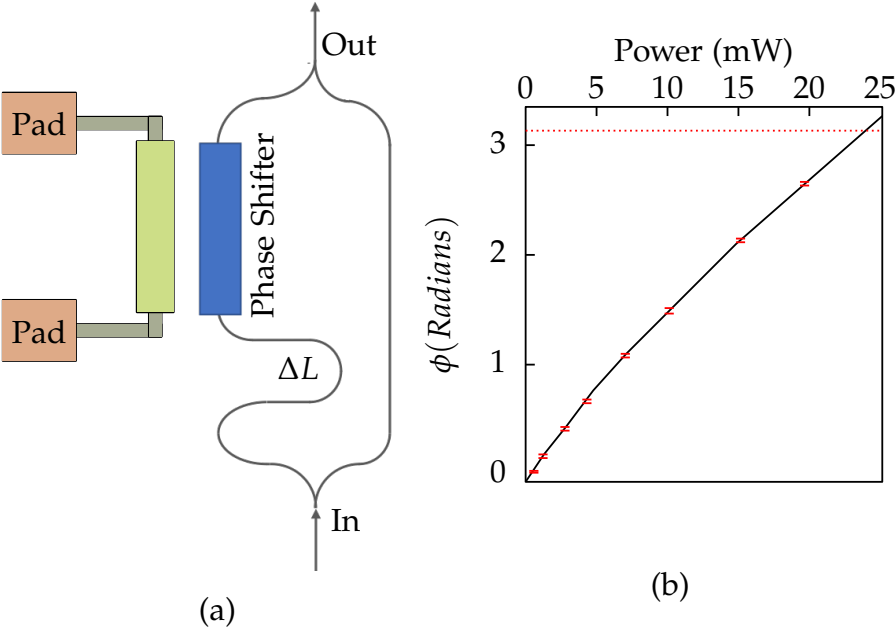 Out
Pad
Phase Shifter
Pad
ΔL
In
(a)
Power (mW)
0 5 10 15 20 25
3
2
1
0
ϕ(Radians)
(b)